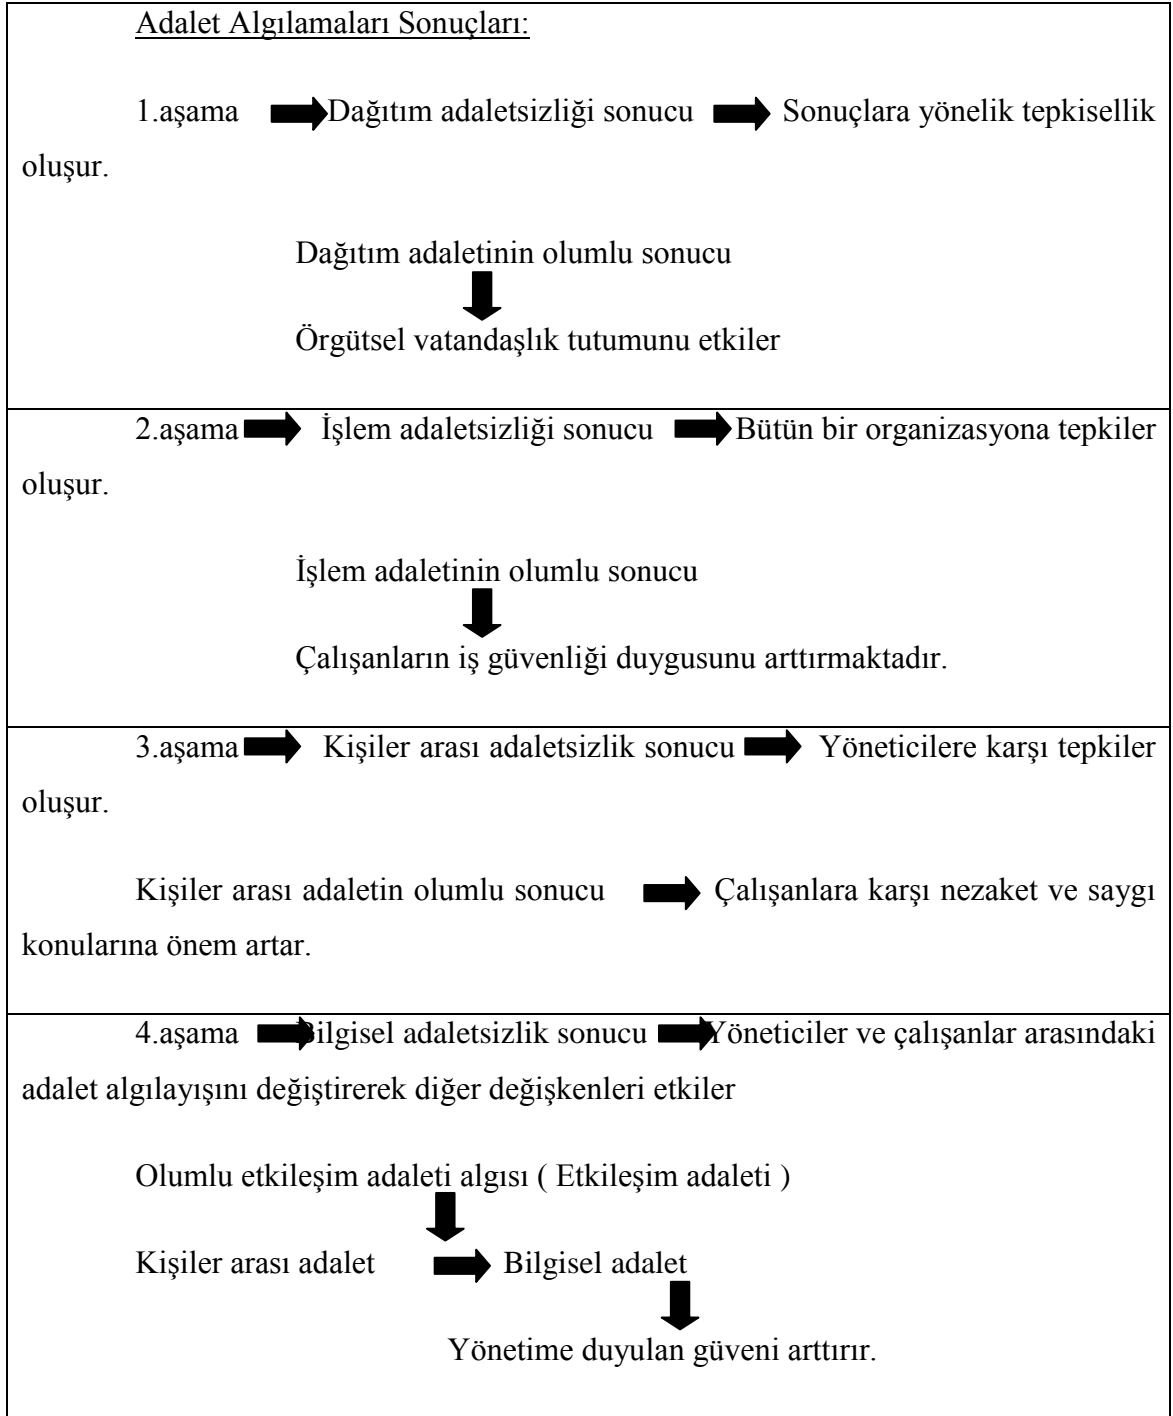 Adalet Algılamaları Sonuçları:
1.aşama Dağıtım adaletsizliği sonucu Sonuçlara yönelik tepkisellik
oluşur.
Dağıtım adaletinin olumlu sonucu
Örgütsel vatandaşlık tutumunu etkiler
2.aşama İşlem adaletsizliği sonucu Bütün bir organizasyona tepkiler
oluşur.
İşlem adaletinin olumlu sonucu
Çalışanların iş güvenliği duygusunu arttırmaktadır.
3.aşama Kişiler arası adaletsizlik sonucu Yöneticilere karşı tepkiler
oluşur.
Kişiler arası adaletin olumlu sonucu Çalışanlara karşı nezaket ve saygı
konularına önem artar.
4.aşama Bilgisel adaletsizlik sonucu Yöneticiler ve çalışanlar arasındaki
adalet algılayışını değiştirerek diğer değişkenleri etkiler
Olumlu etkileşim adaleti algısı ( Etkileşim adaleti )
Kişiler arası adalet Bilgisel adalet
Yönetime duyulan güveni arttırır.